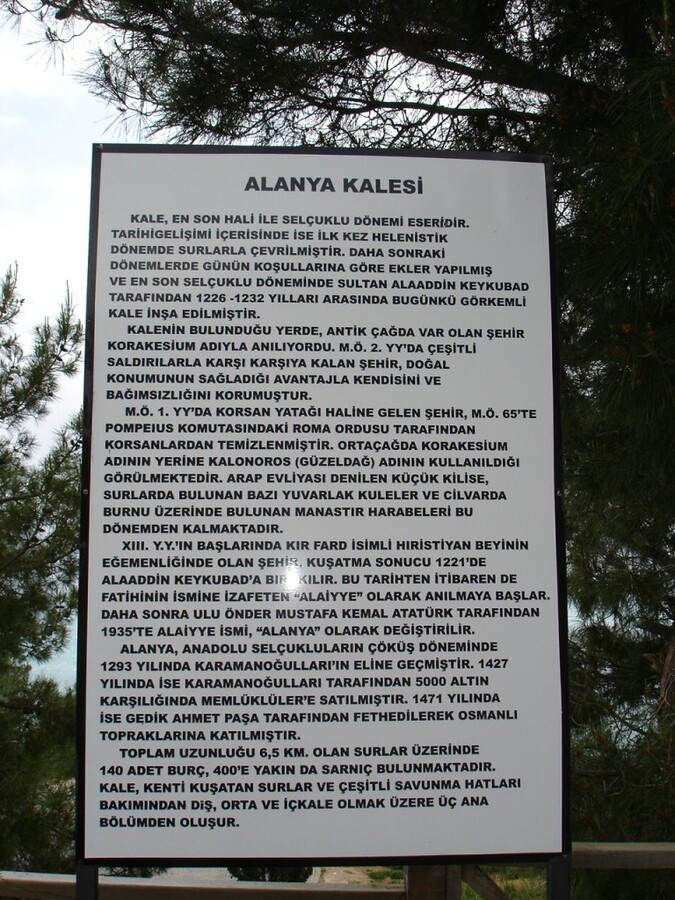 ALANYA KALESİ
KALE, EN SON HALİ İLE SELÇUKLU DÖNEMİ ESERİDİR.
TARİHİGELİŞİMİ İÇERİSİNDE İSE İLK KEZ HELENİSTİK
DÖNEMDE SURLARLA ÇEVRİLMİŞTİR. DAHA SONRAKİ
DÖNEMLERDE GÜNÜN KOŞULLARINA GÖRE EKLER YAPILMIŞ
VE EN SON SELÇUKLU DÖNEMİNDE SULTAN ALAADDİN KEYKUBAD
TARAFINDAN 1226 -1232 YILLARI ARASINDA BUGÜNKÜ GÖRKEMLİ
KALE İNŞA EDİLMİŞTİR.
KALENİN BULUNDUĞU YERDE, ANTİK ÇAĞDA VAR OLAN ŞEHİR
KORAKESİUM ADIYLA ANILIYORDU. M.Ö. 2. YY'DA ÇEŞİTLİ
SALDIRILARLA KARŞI KARŞIYA KALAN ŞEHİR, DOĞAL
KONUMUNUN SAĞLADIĞI AVANTAJLA KENDİSİNİ VE
BAĞIMSIZLIĞINI KORUMUŞTUR.
M.Ö. 1. YY'DA KORSAN YATAĞI HALİNE GELEN ŞEHİR, M.Ö. 65'TE
POMPEIUS KOMUTASINDAKİ ROMA ORDUSU TARAFINDAN
KORSANLARDAN TEMİZLENMİŞTİR. ORTAÇAĞDA KORAKESİUM
ADININ YERİNE KALONOROS (GÜZELDAĞ) ADININ KULLANILDIĞI
GÖRÜLMEKTEDİR. ARAP EVLİYASI DENİLEN KÜÇÜK KİLİSE,
SURLARDA BULUNAN BAZI YUVARLAK KULELER VE CİLVARDA
BURNU ÜZERİNDE BULUNAN MANASTIR HARABELERİ BU
DÖNEMDEN KALMAKTADIR.
XIII. Y.Y.'IN BAŞLARINDA KIR FARD İSİMLİ HIRİSTİYAN BEYİNİN
EĞEMENLİĞİNDE OLAN ŞEHİR, KUŞATMA SONUCU 1221'DE
ALAADDİN KEYKUBAD'A BIRAKILIR. BU TARİHTEN İTİBAREN DE
FATİHİNİN İSMİNE İZAFETEN "ALAİYYE" OLARAK ANILMAYA BAŞLAR.
DAHA SONRA ULU ÖNDER MUSTAFA KEMAL ATATÜRK TARAFINDAN
1935'TE ALAİYYE İSMİ, "ALANYA" OLARAK DEĞİŞTİRİLİR.
ALANYA, ANADOLU SELÇUKLULARIN ÇÖKÜŞ DÖNEMİNDE
1293 YILINDA KARAMANOĞULLARI'IN ELİNE GEÇMİŞTİR. 1427
YILINDA İSE KARAMANOĞULLARI TARAFINDAN 5000 ALTIN
KARŞILIĞINDA MEMLÜKLÜLER'E SATILMIŞTIR. 1471 YILINDA
İSE GEDİK AHMET PAŞA TARAFINDAN FETHEDİLEREK OSMANLI
TOPRAKLARINA KATILMIŞTIR.
TOPLAM UZUNLUĞU 6,5 KM. OLAN SURLAR ÜZERİNDE
140 ADET BURÇ, 400'E YAKIN DA SARNIÇ BULUNMAKTADIR.
KALE, KENTİ KUŞATAN SURLAR VE ÇEŞİTLİ SAVUNMA HATLARI
BAKIMINDAN DİŞ, ORTA VE İÇKALE OLMAK ÜZERE ÜÇ ANA
BÖLÜMDEN OLUŞUR.